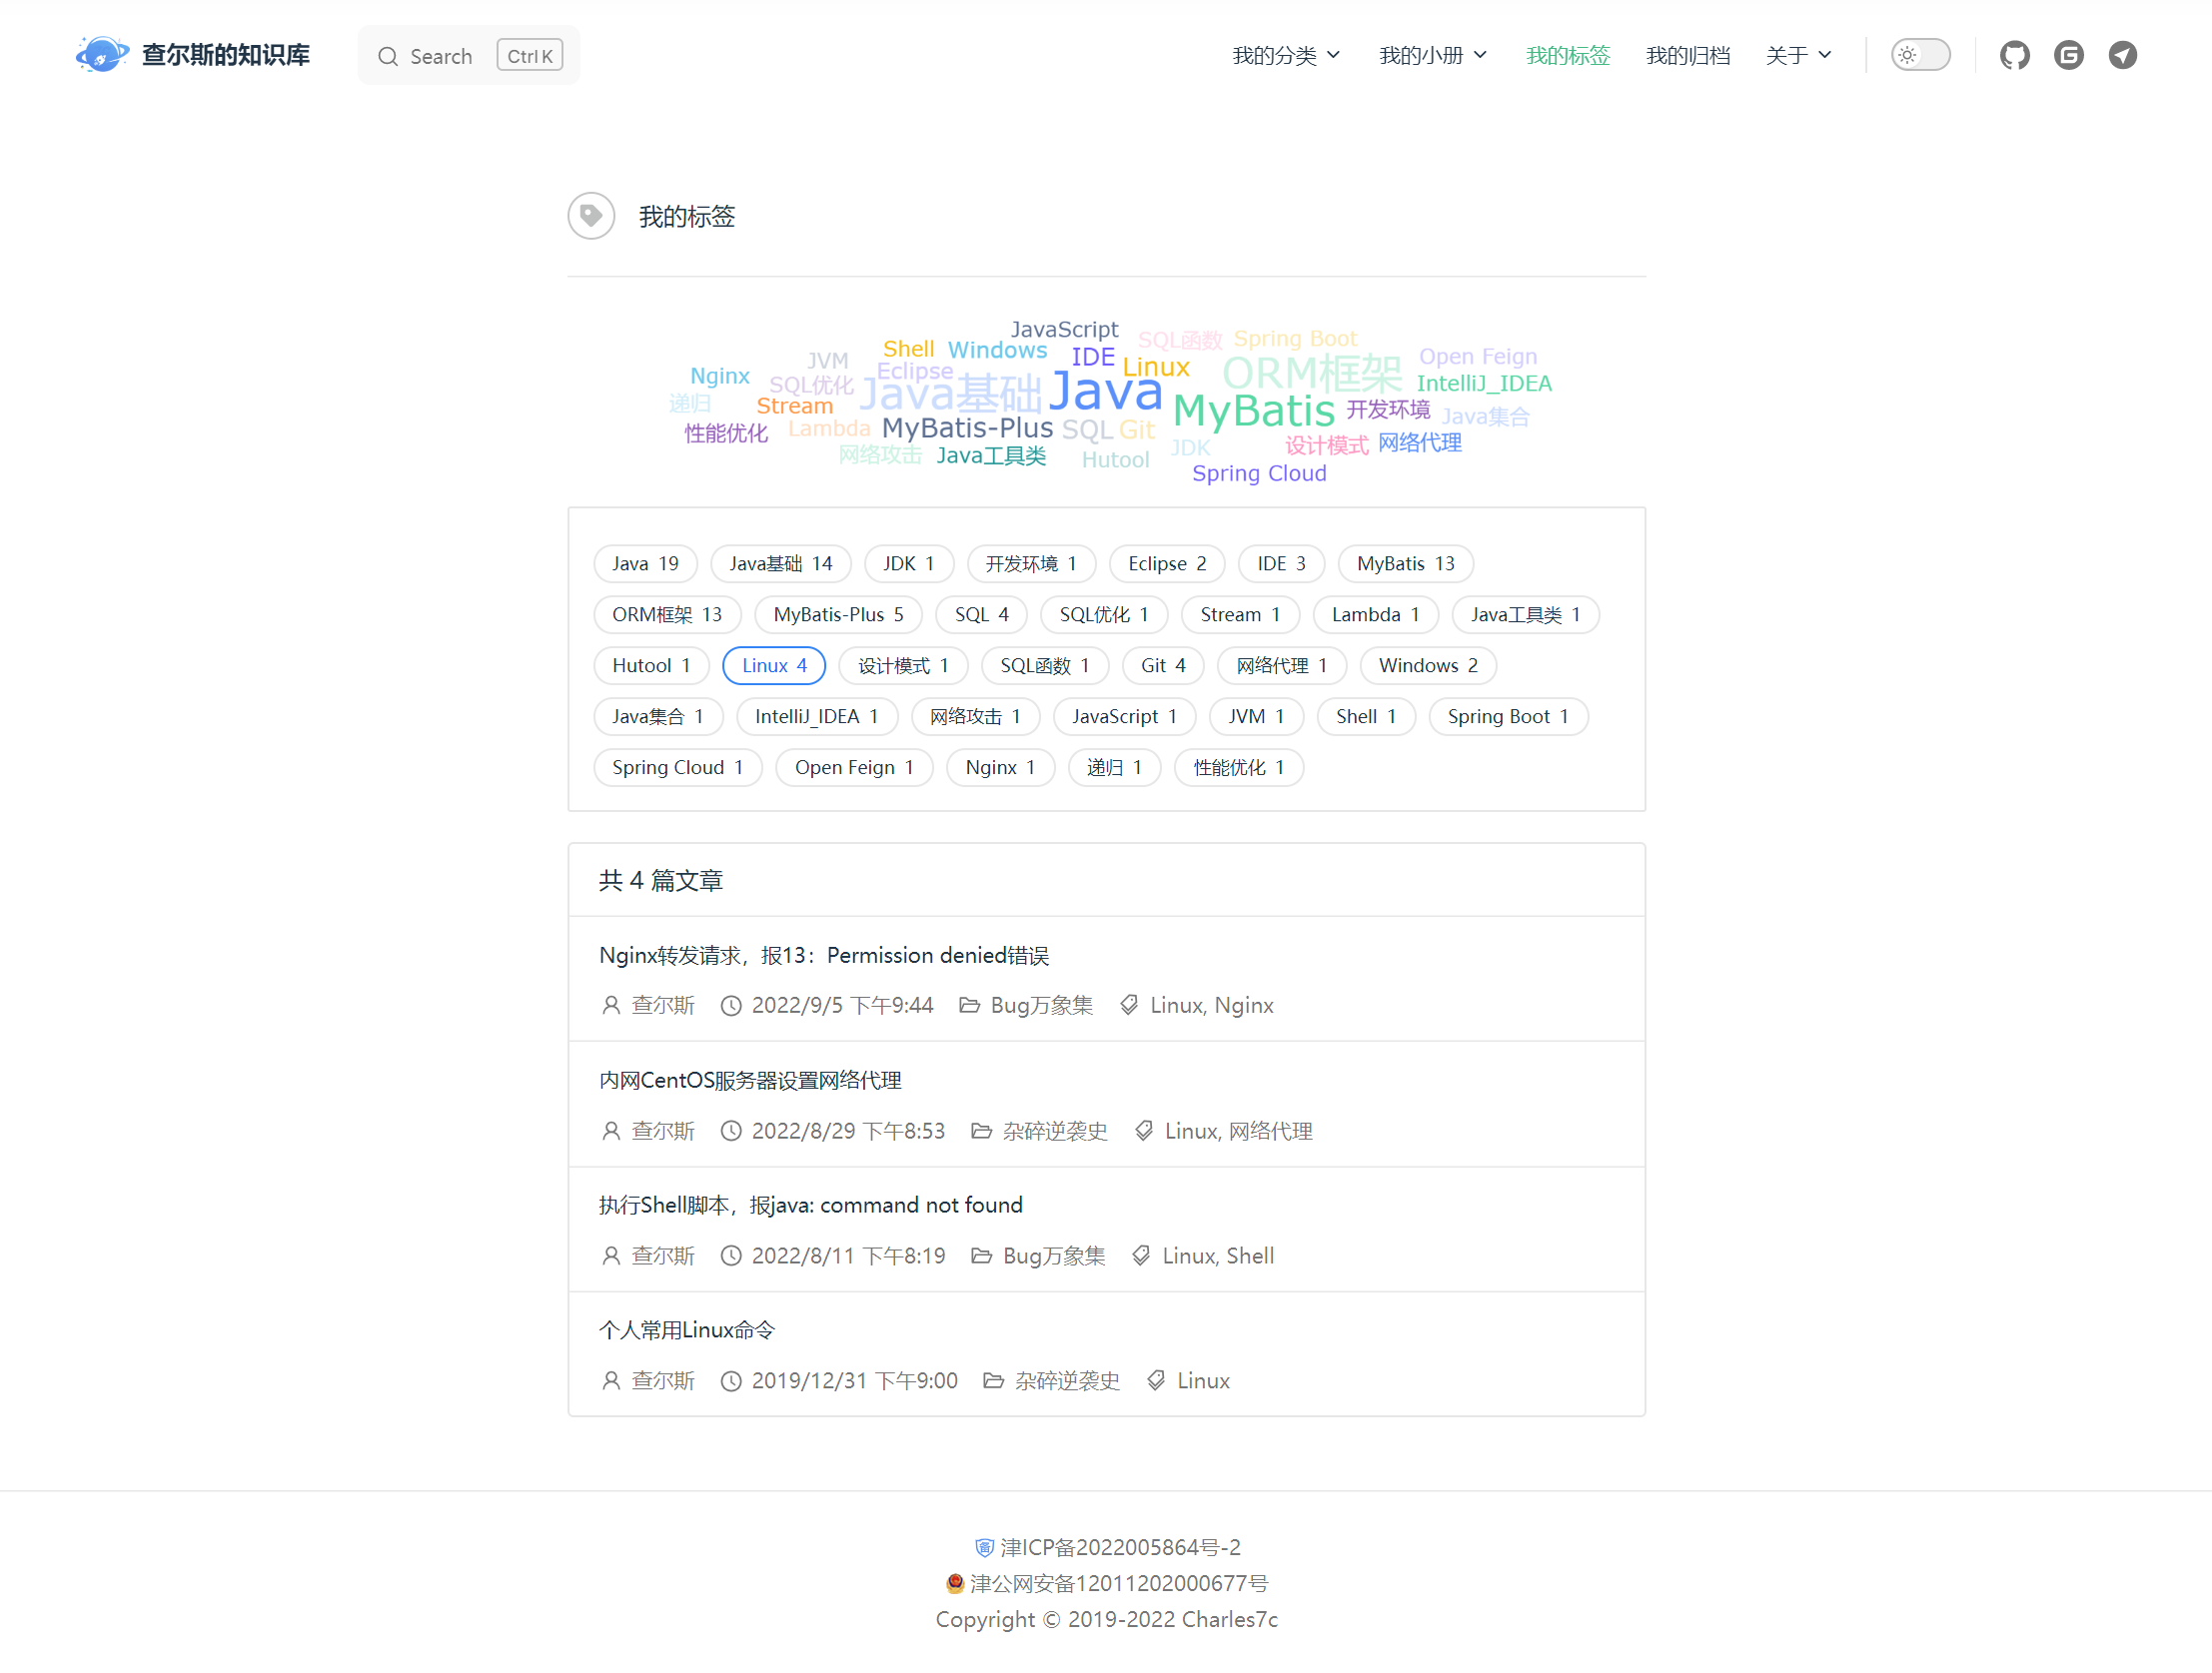 查尔斯的知识库 Search Ctrl K 我的分类 我的小册 我的标签 我的归档 关于
我的标签
JavaScript
SQL函数 Spring Boot
Shell Windows IDE Open Feign
JVM Eclipse Linux ORM框架
Nginx SQL优化 Java基础 Java IntelliJ_IDEA
递归 Stream MyBatis 开发环境 Java集合
性能优化 Lambda MyBatis-Plus SQL Git 设计模式 网络代理
网络攻击 Java工具类 Hutool JDK
Spring Cloud
Java 19 Java基础 14 JDK 1 开发环境 1 Eclipse 2 IDE 3 MyBatis 13
ORM框架 13 MyBatis-Plus 5 SQL 4 SQL优化 1 Stream 1 Lambda 1 Java工具类 1
Hutool 1 Linux 4 设计模式 1 SQL函数 1 Git 4 网络代理 1 Windows 2
Java集合 1 IntelliJ_IDEA 1 网络攻击 1 JavaScript 1 JVM 1 Shell 1 Spring Boot 1
Spring Cloud 1 Open Feign 1 Nginx 1 递归 1 性能优化 1
共 4 篇文章
Nginx转发请求，报13：Permission denied错误
查尔斯 2022/9/5 下午9:44 Bug万象集 Linux, Nginx
内网CentOS服务器设置网络代理
查尔斯 2022/8/29 下午8:53 杂碎逆袭史 Linux, 网络代理
执行Shell脚本，报java: command not found
查尔斯 2022/8/11 下午8:19 Bug万象集 Linux, Shell
个人常用Linux命令
查尔斯 2019/12/31 下午9:00 杂碎逆袭史 Linux
津ICP备2022005864号-2
津公网安备12011202000677号
Copyright © 2019-2022 Charles7c